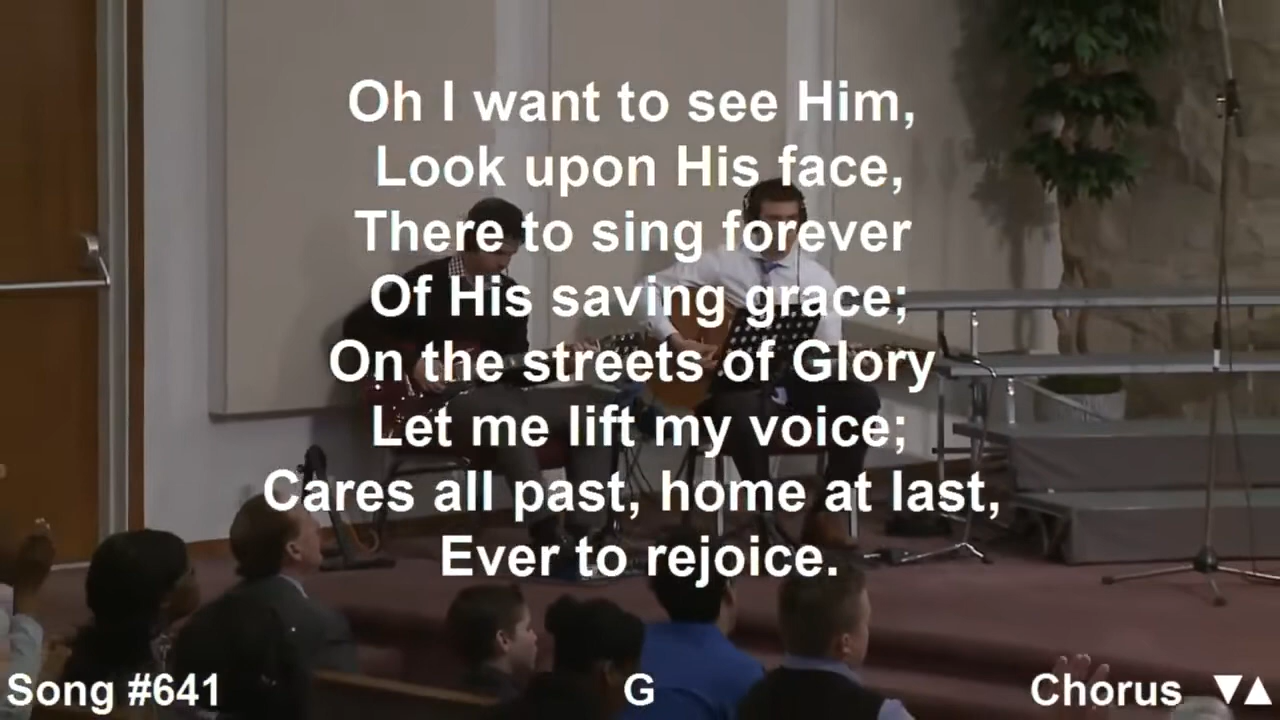 Oh I want to see Him,
Look upon His face,
There to sing forever
Of His saving grace;
On the streets of Glory
Let me lift my voice;
Cares all past, home at last,
Ever to rejoice.
Song #641 G Chorus ▼▲